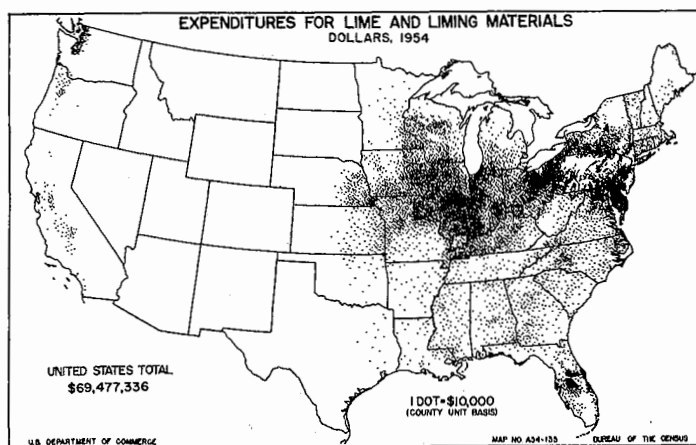 EXPENDITURES FOR LIME AND LIMING MATERIALS
DOLLARS, 1954
UNITED STATES TOTAL
$69,477,336
1 DOT=$10,000
(COUNTY UNIT BASIS)
U.S. DEPARTMENT OF COMMERCE
MAP NO. A54-135
BUREAU OF THE CENSUS